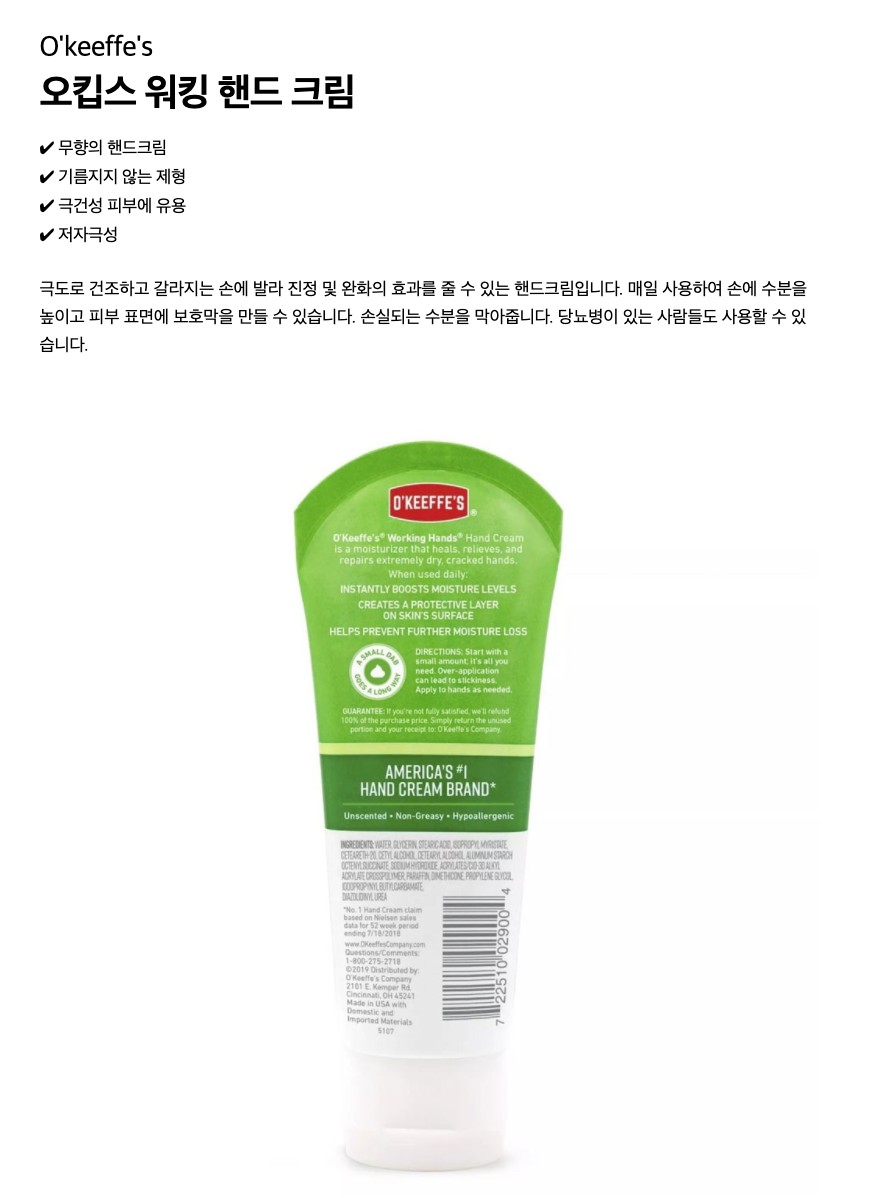 O'keeffe's
오킵스 워킹 핸드 크림
✔ 무향의 핸드크림
✔ 기름지지 않는 제형
✔ 극건성 피부에 유용
✔ 저자극성
극도로 건조하고 갈라지는 손에 발라 진정 및 완화의 효과를 줄 수 있는 핸드크림입니다. 매일 사용하여 손에 수분을
높이고 피부 표면에 보호막을 만들 수 있습니다. 손실되는 수분을 막아줍니다. 당뇨병이 있는 사람들도 사용할 수 있
습니다.
O'KEEFFE'S®
O'Keeffe's® Working Hands® Hand Cream
is a moisturizer that heals, relieves, and
repairs extremely dry, cracked hands.
When used daily:
INSTANTLY BOOSTS MOISTURE LEVELS
CREATES A PROTECTIVE LAYER
ON SKIN'S SURFACE
HELPS PREVENT FURTHER MOISTURE LOSS
A SMALL DAB
GOES A LONG WAY
DIRECTIONS: Start with a
small amount; it's all you
need. Over-application
can lead to stickiness.
Apply to hands as needed.
GUARANTEE: If you're not fully satisfied, we'll refund
100% of the purchase price. Simply return the unused
portion and your receipt to: O'Keeffe's Company.
AMERICA'S #1
HAND CREAM BRAND*
Unscented • Non-Greasy • Hypoallergenic
INGREDIENTS: WATER, GLYCERIN, STEARIC ACID, ISOPROPYL MYRISTATE,
CETEARETH-20, CETYL ALCOHOL, CETEARYL ALCOHOL, ALUMINUM STARCH
OCTENYLSUCCINATE, SODIUM HYDROXIDE, ACRYLATES/C10-30 ALKYL
ACRYLATE CROSSPOLYMER, PARAFFIN, DIMETHICONE, PROPYLENE GLYCOL,
IODOPROPYNYL BUTYLCARBAMATE,
DIAZOLIDINYL UREA
*No. 1 Hand Cream claim
based on Nielsen sales
data for 52 week period
ending 7/18/2018
www.OKeeffesCompany.com
Questions/Comments:
1-800-275-2718
©2019 Distributed by:
O'Keeffe's Company
2101 E. Kemper Rd.
Cincinnati, OH 45241
Made in USA with
Domestic and
Imported Materials
5107
7 22510 02900 4